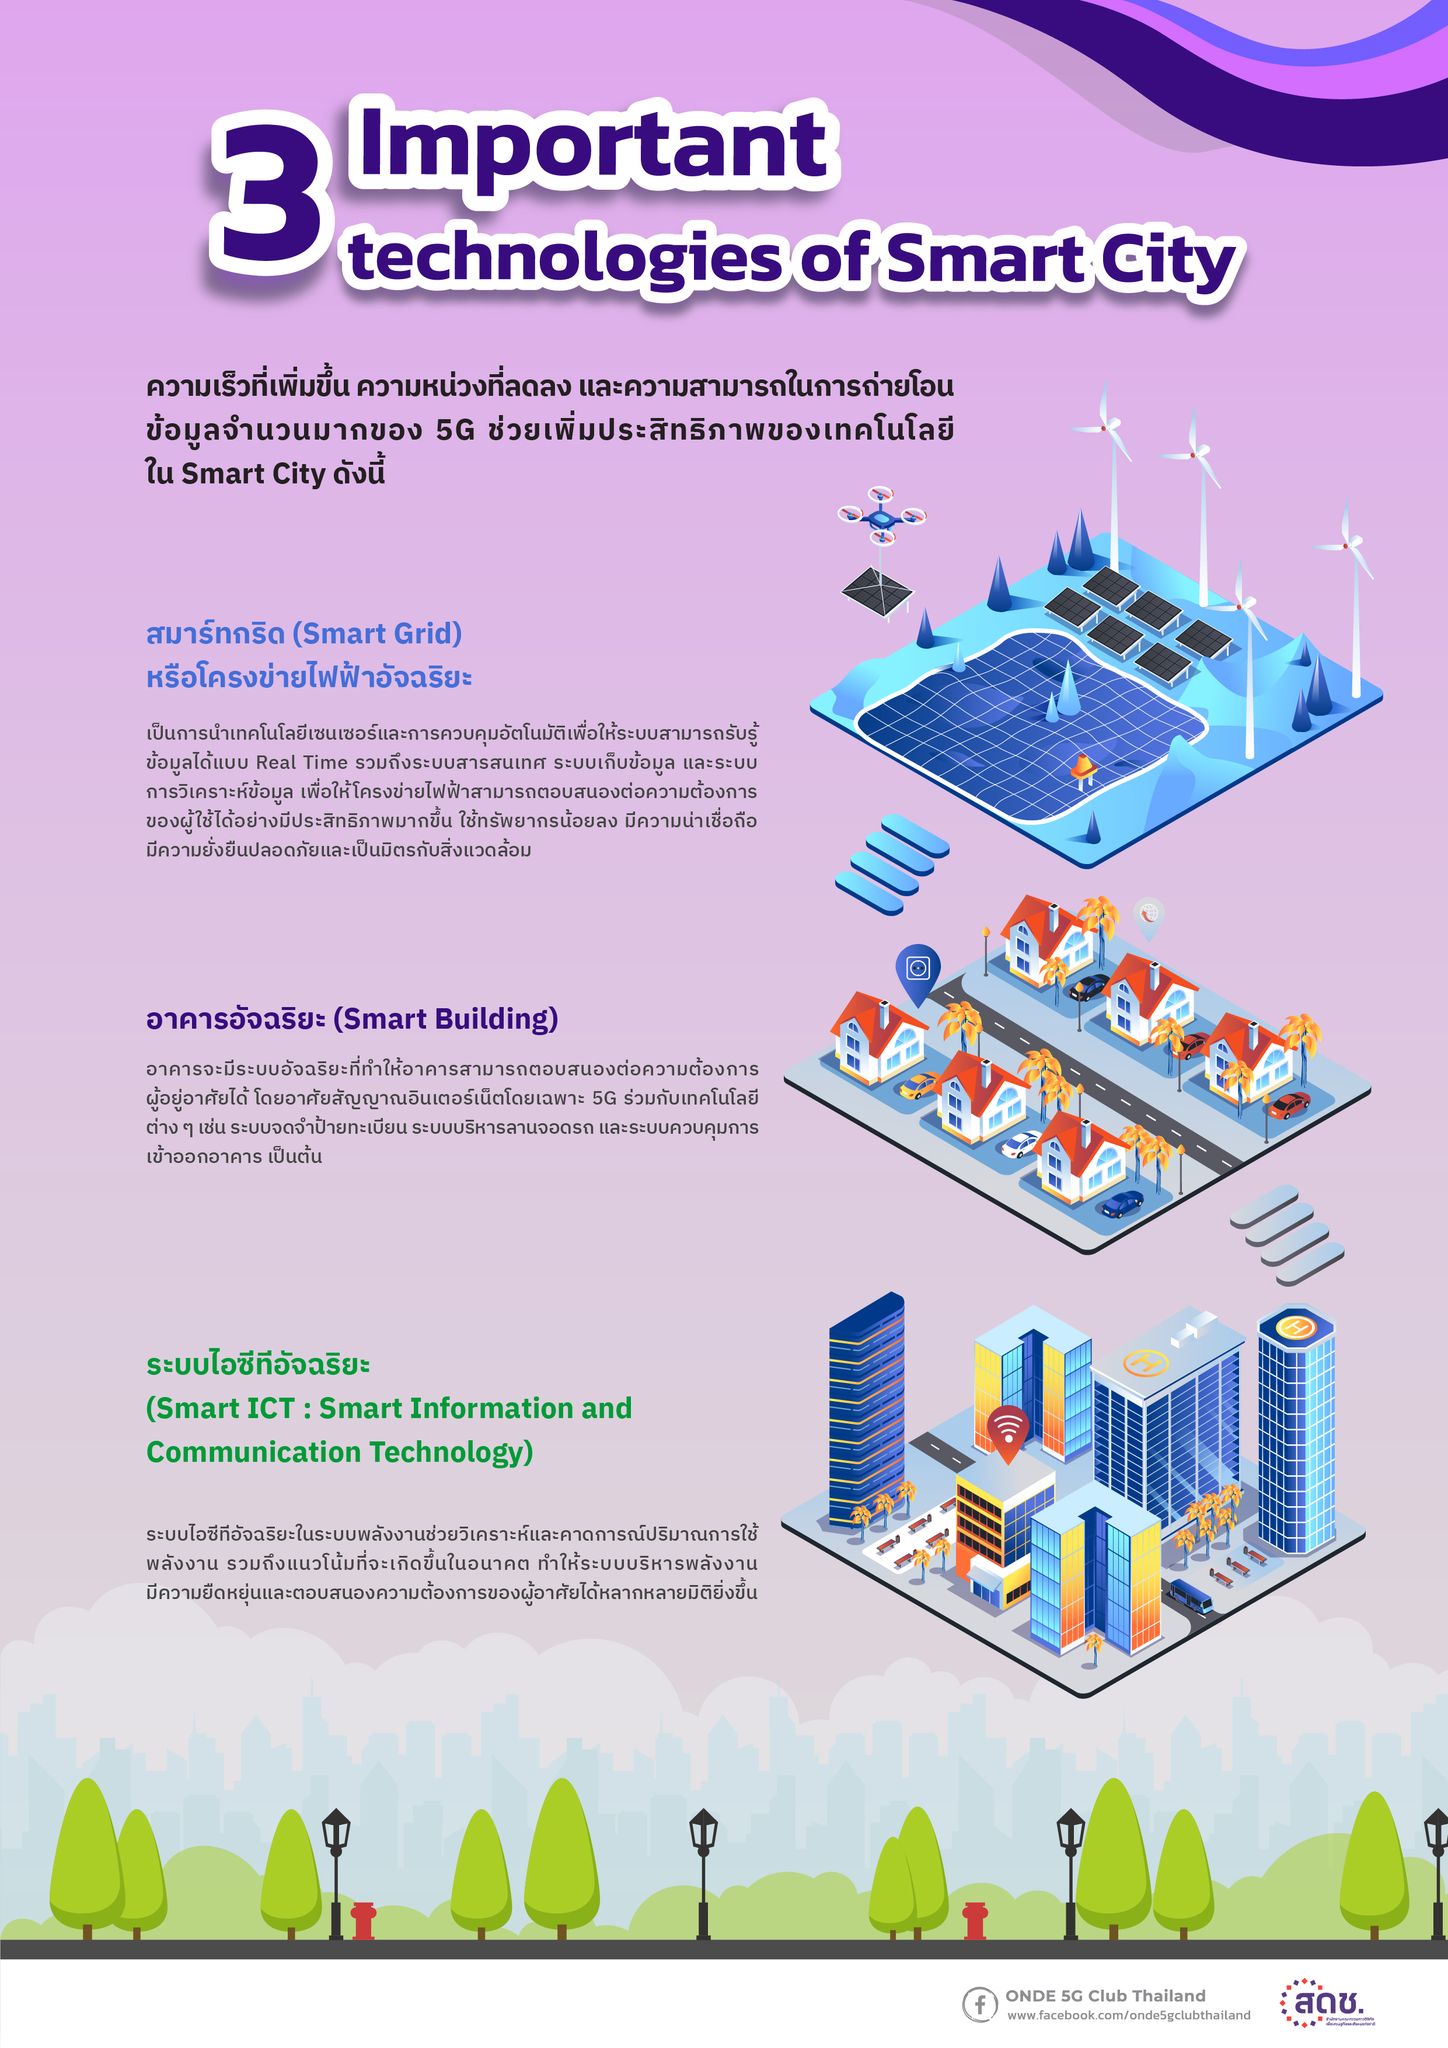 3 Important
technologies of Smart City
ความเร็วที่เพิ่มขึ้น ความหน่วงที่ลดลง และความสามารถในการถ่ายโอน
ข้อมูลจำนวนมากของ 5G ช่วยเพิ่มประสิทธิภาพของเทคโนโลยี
ใน Smart City ดังนี้
สมาร์ทกริด (Smart Grid)
หรือโครงข่ายไฟฟ้าอัจฉริยะ
เป็นการนำเทคโนโลยีเซนเซอร์และการควบคุมอัตโนมัติเพื่อให้ระบบสามารถรับรู้
ข้อมูลได้แบบ Real Time รวมถึงระบบสารสนเทศ ระบบเก็บข้อมูล และระบบ
การวิเคราะห์ข้อมูล เพื่อให้โครงข่ายไฟฟ้าสามารถตอบสนองต่อความต้องการ
ของผู้ใช้ได้อย่างมีประสิทธิภาพมากขึ้น ใช้ทรัพยากรน้อยลง มีความน่าเชื่อถือ
มีความยั่งยืนปลอดภัยและเป็นมิตรกับสิ่งแวดล้อม
อาคารอัจฉริยะ (Smart Building)
อาคารจะมีระบบอัจฉริยะที่ทำให้อาคารสามารถตอบสนองต่อความต้องการ
ผู้อยู่อาศัยได้ โดยอาศัยสัญญาณอินเตอร์เน็ตโดยเฉพาะ 5G ร่วมกับเทคโนโลยี
ต่าง ๆ เช่น ระบบจดจำป้ายทะเบียน ระบบบริหารลานจอดรถ และระบบควบคุมการ
เข้าออกอาคาร เป็นต้น
ระบบไอซีทีอัจฉริยะ
(Smart ICT : Smart Information and
Communication Technology)
ระบบไอซีทีอัจฉริยะในระบบพลังงานช่วยวิเคราะห์และคาดการณ์ปริมาณการใช้
พลังงาน รวมถึงแนวโน้มที่จะเกิดขึ้นในอนาคต ทำให้ระบบบริหารพลังงาน
มีความยืดหยุ่นและตอบสนองความต้องการของผู้อาศัยได้หลากหลายมิติยิ่งขึ้น
H
H
ONDE 5G Club Thailand
www.facebook.com/onde5gclubthailand
สดช.